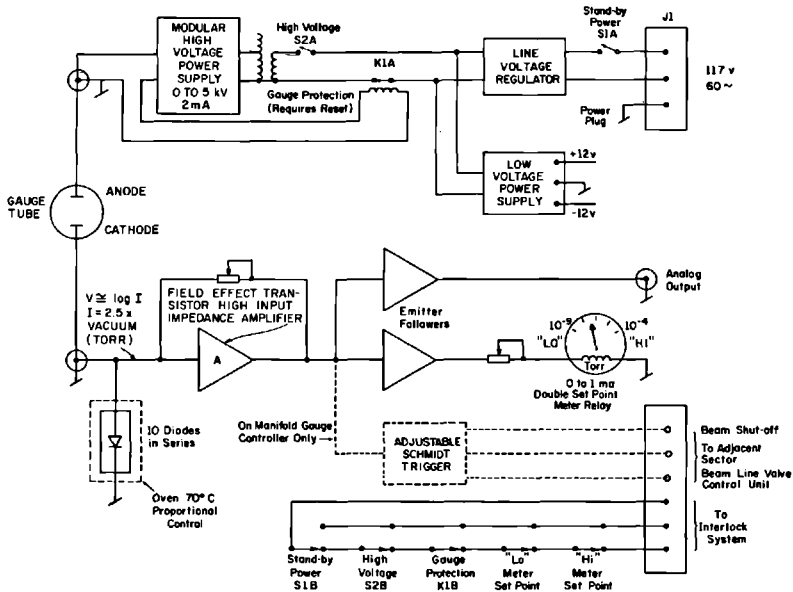 MODULAR
HIGH
VOLTAGE
POWER
SUPPLY
0 TO 5 kV
2mA
High Voltage
S2A
K1A
Gauge Protection
(Requires Reset)
LINE
VOLTAGE
REGULATOR
Stand-by
Power
S1A
J1
117 v
60~
Power
Plug
LOW
VOLTAGE
POWER
SUPPLY
+12v
-12v
GAUGE
TUBE
ANODE
CATHODE
V ≅ log I
I = 2.5 x
VACUUM
(TORR)
FIELD EFFECT TRAN-
SISTOR HIGH INPUT
IMPEDANCE AMPLIFIER
A
Emitter
Followers
Analog
Output
10-9
10-4
"LO"
"HI"
Torr
0 to 1 ma
Double Set Point
Meter Relay
10 Diodes
in Series
Oven 70° C
Proportional
Control
On Manifold Gauge
Controller Only
ADJUSTABLE
SCHMIDT
TRIGGER
Beam Shut-off
To Adjacent
Sector
Beam Line Valve
Control Unit
To
Interlock
System
Stand-by
Power
S1B
High
Voltage
S2B
Gauge
Protection
K1B
"Lo"
Meter
Set Point
"Hi"
Meter
Set Point